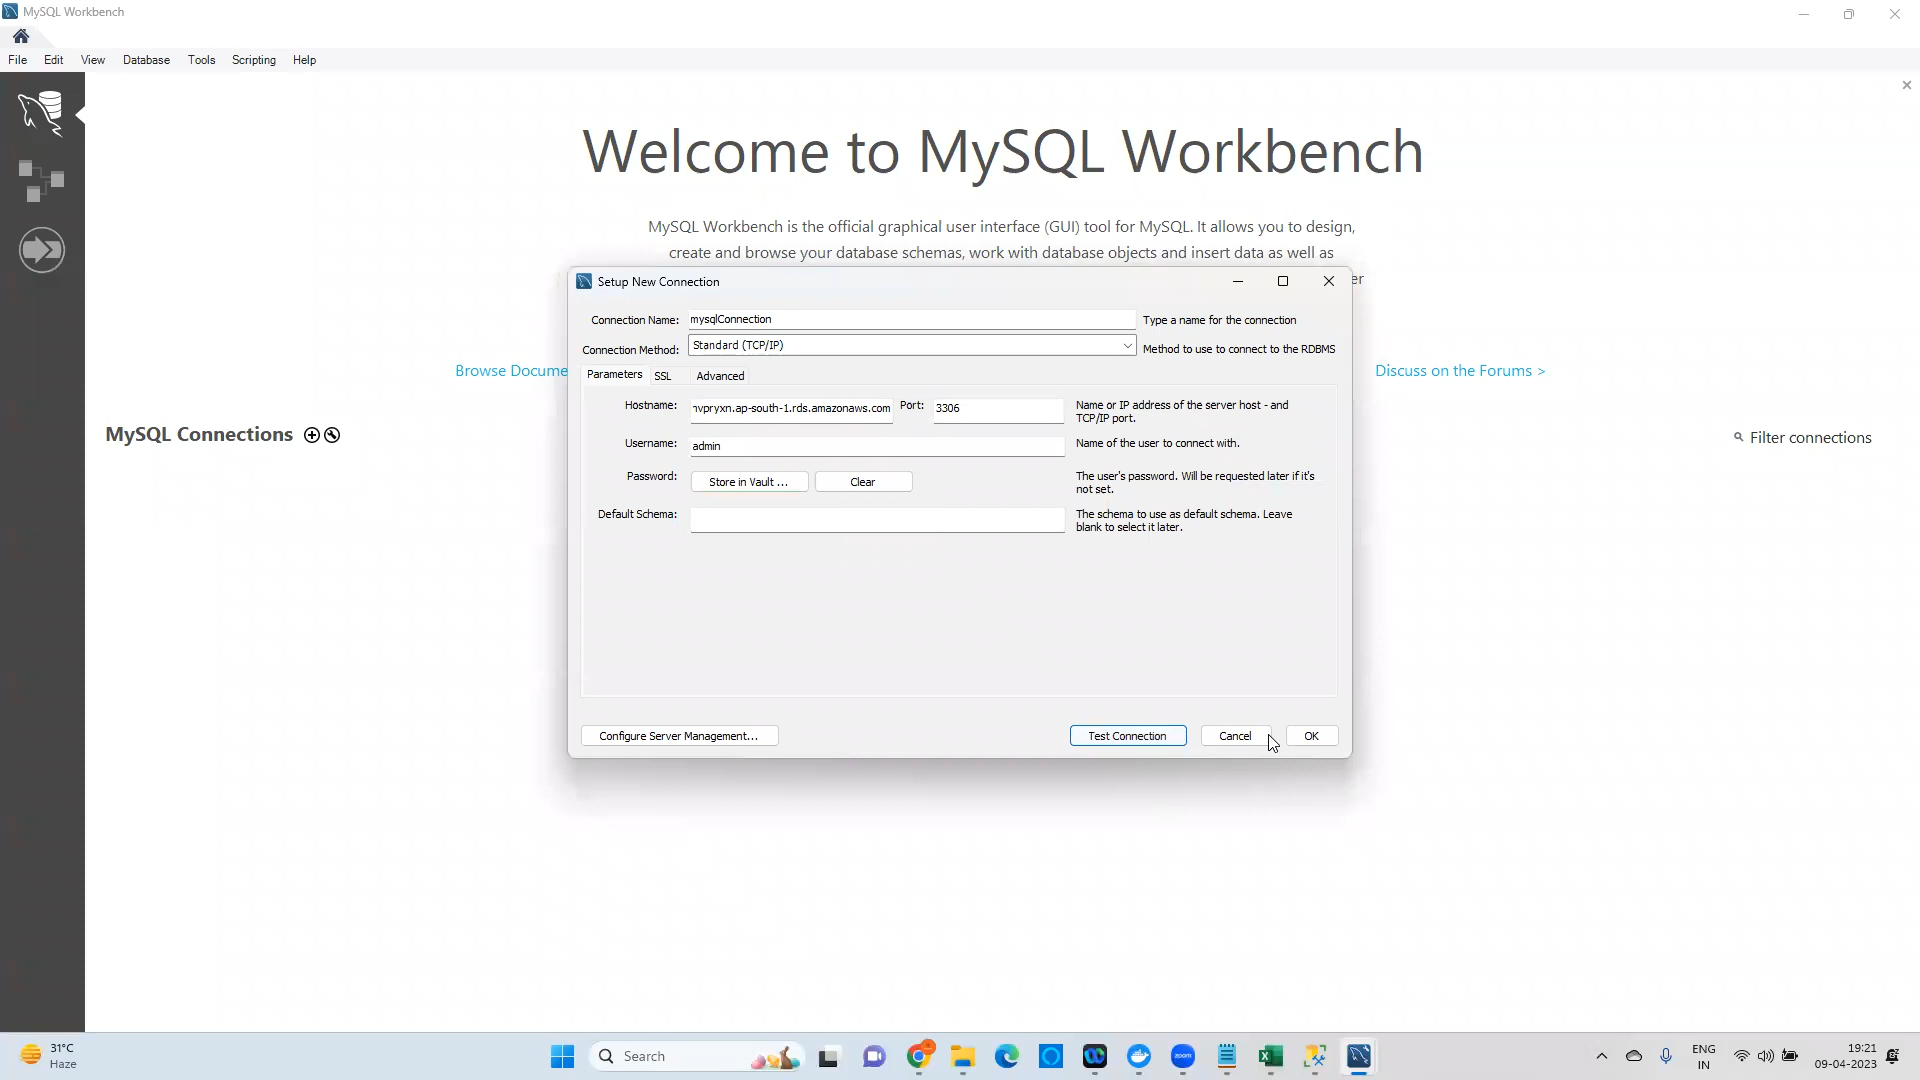 MySQL Workbench
File Edit View Database Tools Scripting Help
Welcome to MySQL Workbench
MySQL Workbench is the official graphical user interface (GUI) tool for MySQL. It allows you to design,
create and browse your database schemas, work with database objects and insert data as well as
er
Browse Docume
Discuss on the Forums >
MySQL Connections
Filter connections
Setup New Connection
Connection Name: mysqlConnection Type a name for the connection
Connection Method: Standard (TCP/IP) Method to use to connect to the RDBMS
Parameters SSL Advanced
Hostname: nvpryxn.ap-south-1.rds.amazonaws.com Port: 3306 Name or IP address of the server host - and
TCP/IP port.
Username: admin Name of the user to connect with.
Password: Store in Vault ... Clear The user's password. Will be requested later if it's
not set.
Default Schema: The schema to use as default schema. Leave
blank to select it later.
Configure Server Management... Test Connection Cancel OK
31°C
Haze
Search
zoom
ENG
IN
19:21
09-04-2023